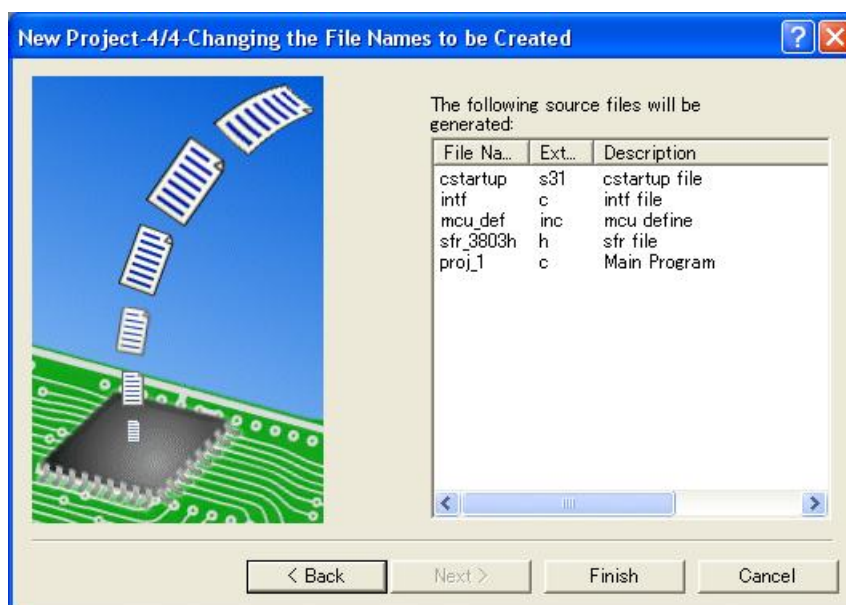 New Project-4/4-Changing the File Names to be Created
The following source files will be
generated:
File Na... Ext... Description
cstartup s31 cstartup file
intf c intf file
mcu_def inc mcu define
sfr_3803h h sfr file
proj_1 c Main Program
< Back Next > Finish Cancel